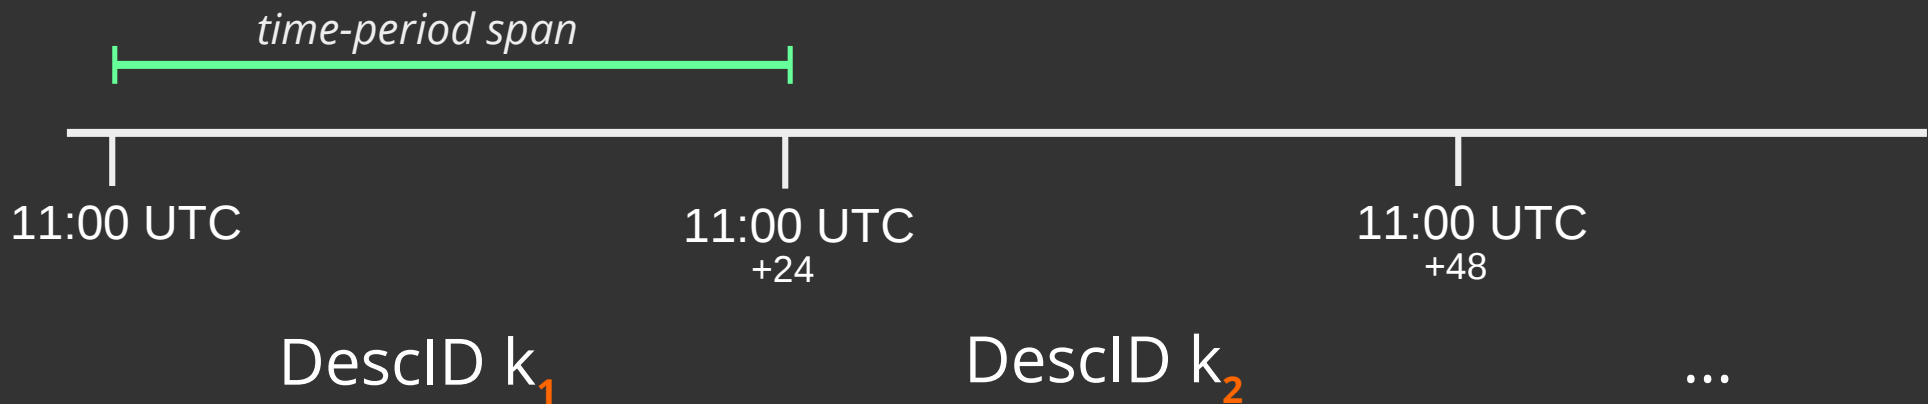 time-period span
11:00 UTC
11:00 UTC
+24
11:00 UTC
+48
DescID k1
DescID k2
...